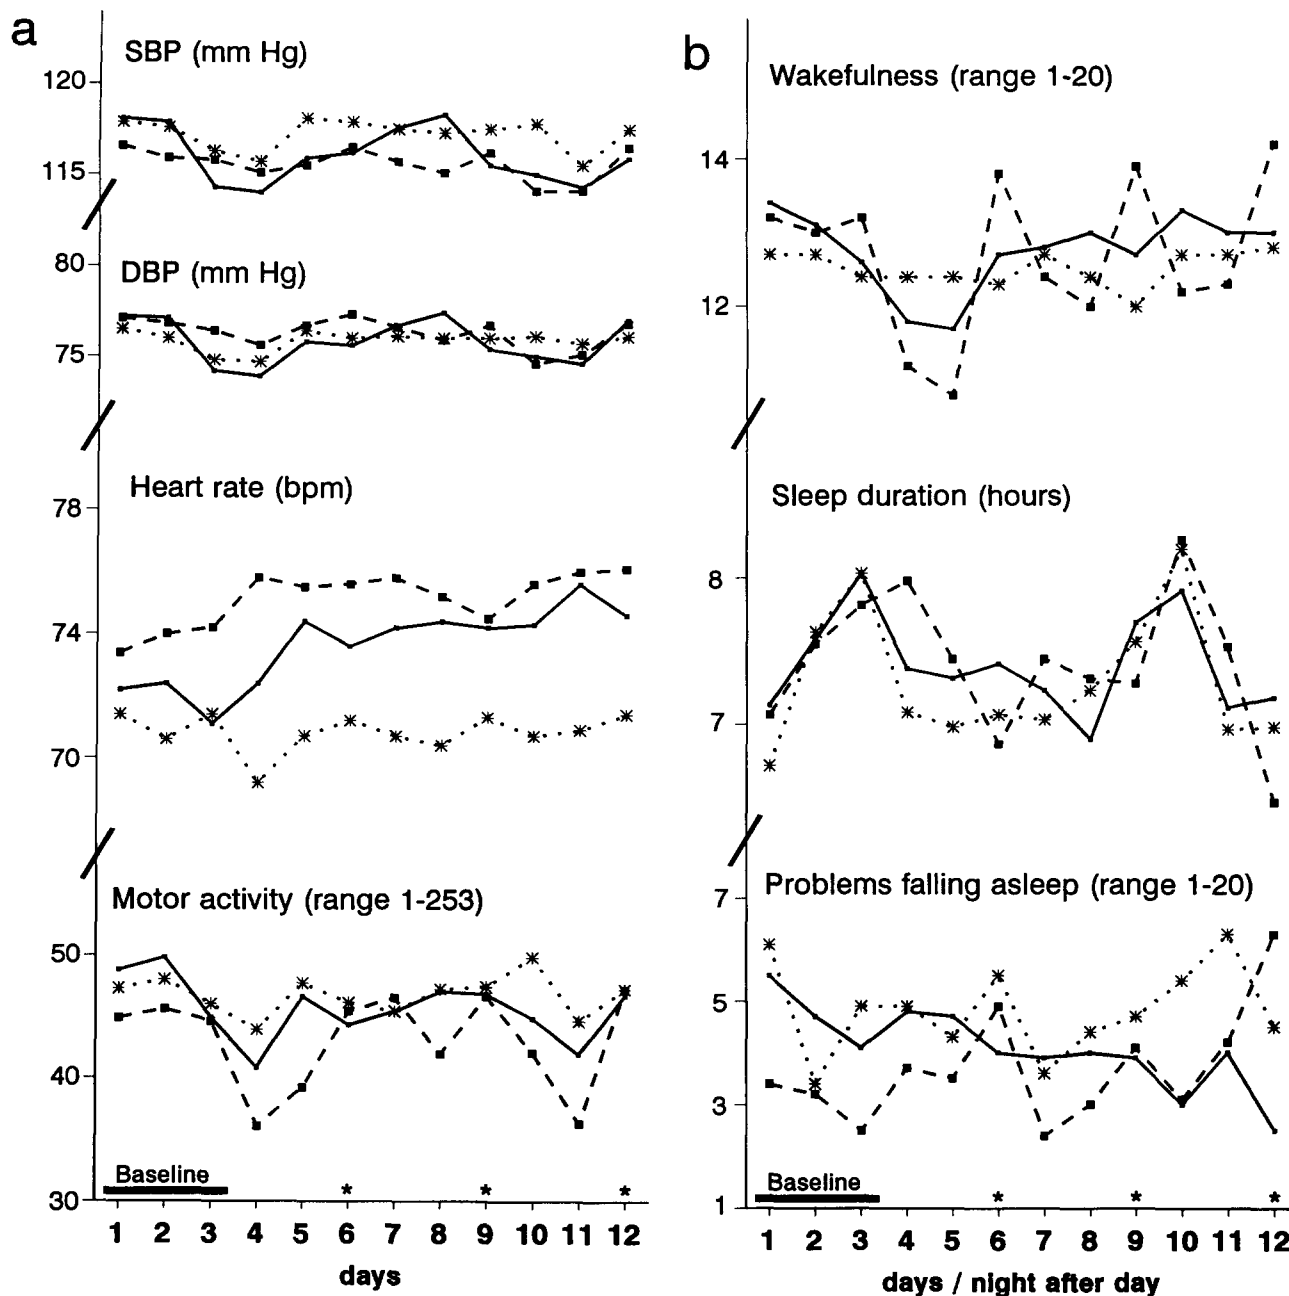 a
SBP (mm Hg)
120
115
DBP (mm Hg)
80
75
Heart rate (bpm)
78
74
70
Motor activity (range 1-253)
50
40
30
Baseline
* * *
1 2 3 4 5 6 7 8 9 10 11 12
days
b
Wakefulness (range 1-20)
14
12
Sleep duration (hours)
8
7
Problems falling asleep (range 1-20)
7
5
3
1
Baseline
* * *
1 2 3 4 5 6 7 8 9 10 11 12
days / night after day